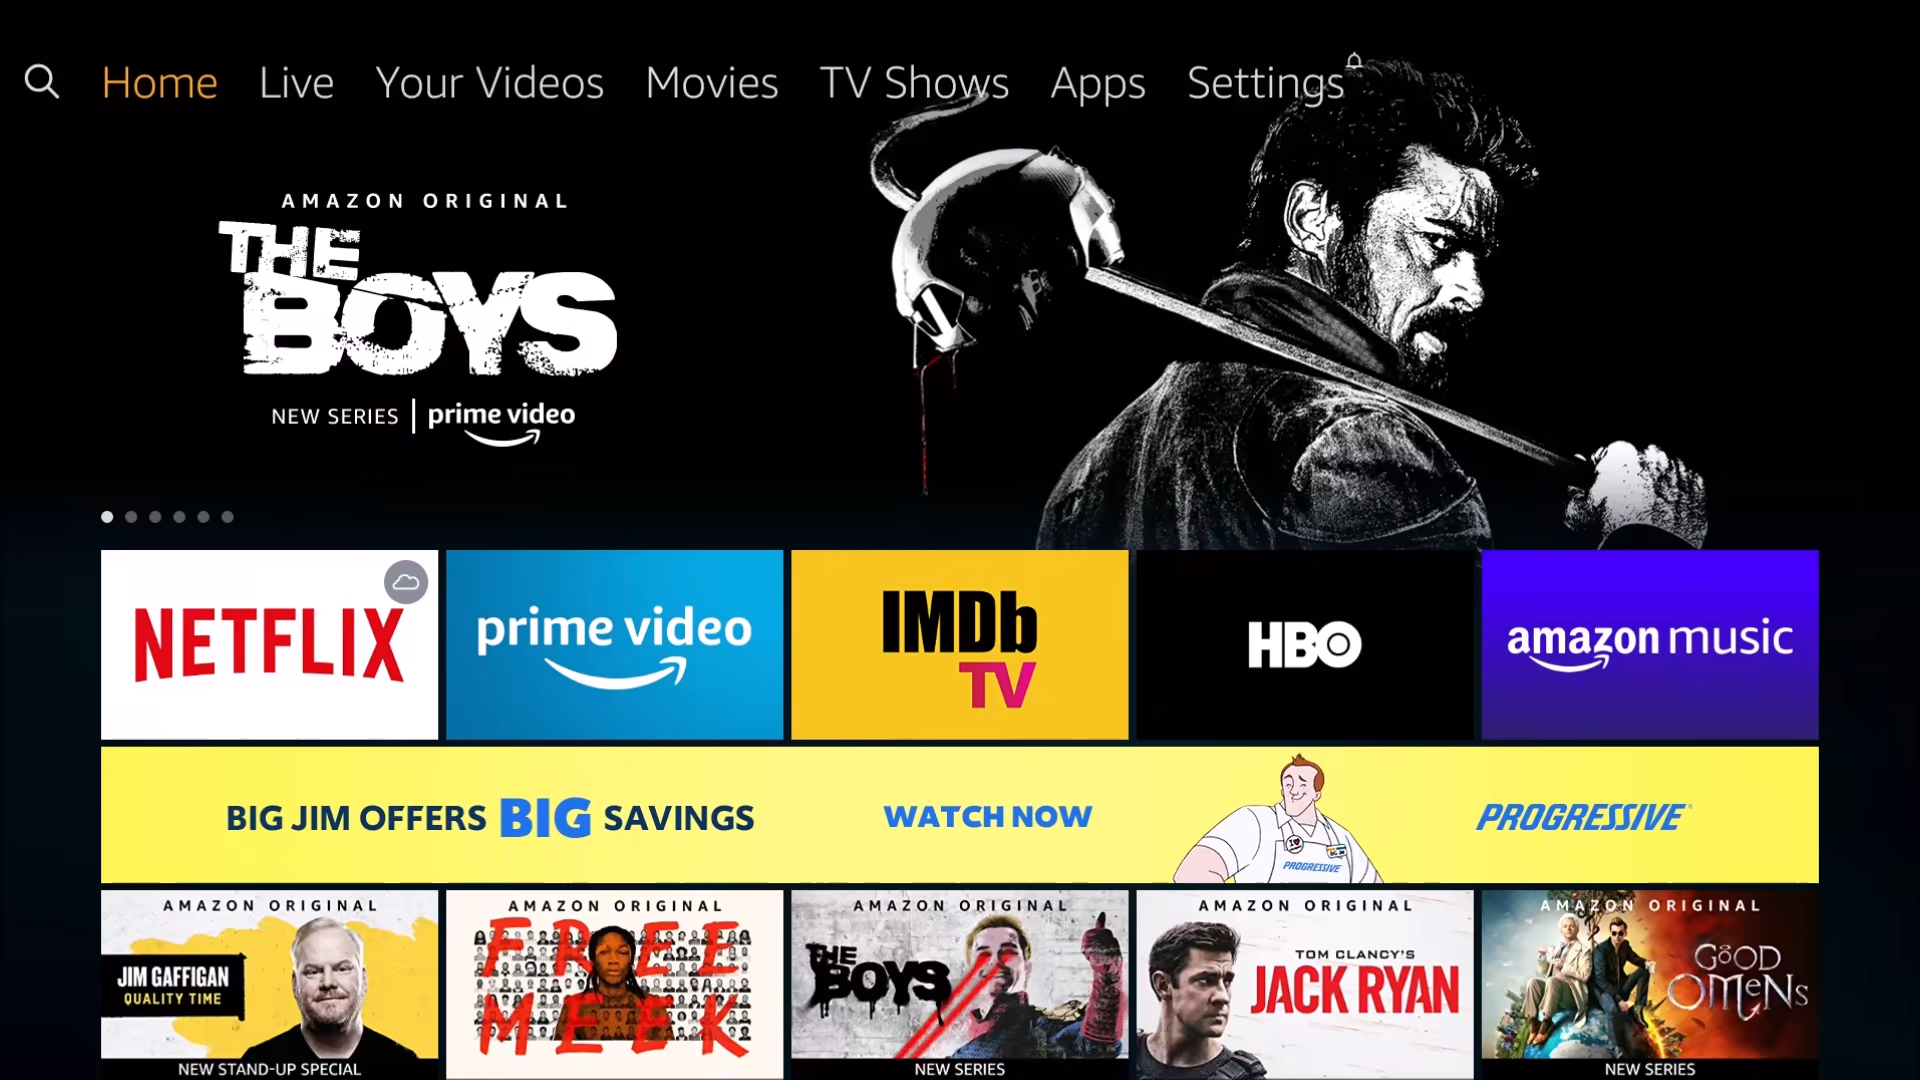 Home Live Your Videos Movies TV Shows Apps Settings
AMAZON ORIGINAL
THE
BOYS
NEW SERIES | prime video
NETFLIX
prime video
IMDb
TV
HBO
amazon music
BIG JIM OFFERS BIG SAVINGS
WATCH NOW
I ♥
BIG JIM
PROGRESSIVE
PROGRESSIVE
AMAZON ORIGINAL
JIM GAFFIGAN
QUALITY TIME
NEW STAND-UP SPECIAL
AMAZON ORIGINAL
FREE
MEEK
AMAZON ORIGINAL
THE
BOYS
NEW SERIES
AMAZON ORIGINAL
TOM CLANCY'S
JACK RYAN
AMAZON ORIGINAL
GOOD
OMENS
NEW SERIES